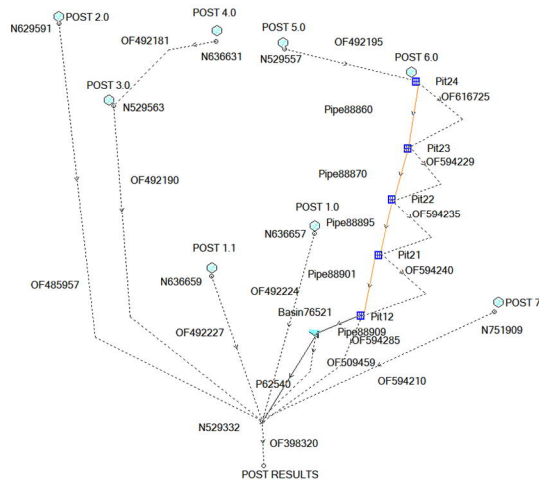 POST 2.0
N629591
POST 4.0
OF492181
N636631
POST 5.0
OF492195
N529557
POST 6.0
Pit24
OF616725
POST 3.0
N529563
Pipe88860
Pit23
OF594229
Pipe88870
OF492190
Pit22
OF594235
POST 1.0
Pipe88895
N636657
POST 1.1
Pit21
OF594240
Pipe88901
N636659
OF485957
OF492224
Basin76521
Pit12
POST 7
OF492227
Pipe88909
OF594285
N751909
OF509459
P62540
OF594210
N529332
OF398320
POST RESULTS